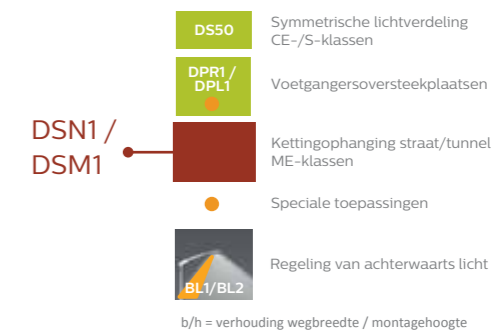 DS50
Symmetrische lichtverdeling
CE-/S-klassen
DPR1 /
DPL1
Voetgangersoversteekplaatsen
DSN1 /
DSM1
Kettingophanging straat/tunnel
ME-klassen
Speciale toepassingen
BL1/BL2
Regeling van achterwaarts licht
b/h = verhouding wegbreedte / montagehoogte